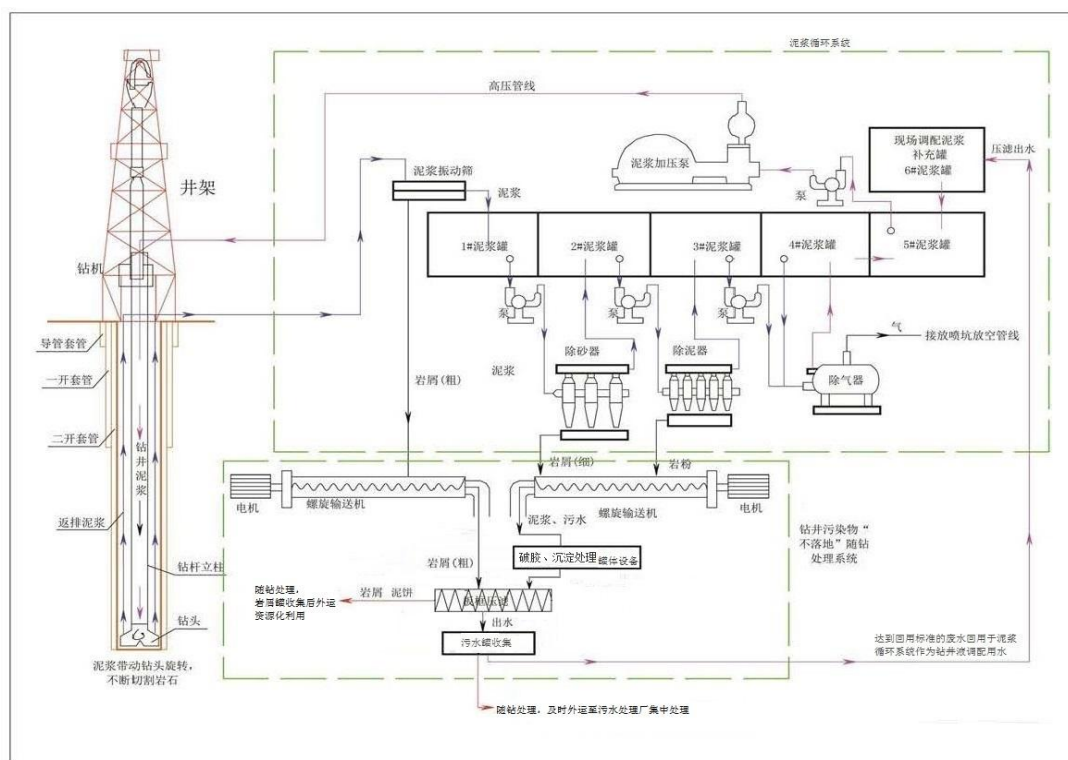 泥浆循环系统
高压管线
井架
泥浆振动筛
泥浆
泥浆加压泵
泵
现场调配泥浆
补充罐
6#泥浆罐
压滤出水
1#泥浆罐
2#泥浆罐
3#泥浆罐
4#泥浆罐
5#泥浆罐
钻机
泵
泵
泵
导管套管
一开套管
二开套管
岩屑(粗)
泥浆
除砂器
除泥器
除气器
气
接放喷坑放空管线
钻井泥浆
岩屑(细)
岩粉
电机
螺旋输送机
螺旋输送机
电机
返排泥浆
泥浆、污水
钻井污染物“
不落地”随钻
处理系统
破胶、沉淀处理罐体设备
岩屑(粗)
钻杆立柱
随钻处理,
岩屑罐收集后外运
资源化利用
岩屑 泥饼
板框压滤
出水
钻头
污水罐收集
达到回用标准的废水回用于泥浆
循环系统作为钻井液调配用水
泥浆带动钻头旋转,
不断切割岩石
随钻处理,及时外运至污水处理厂集中处理